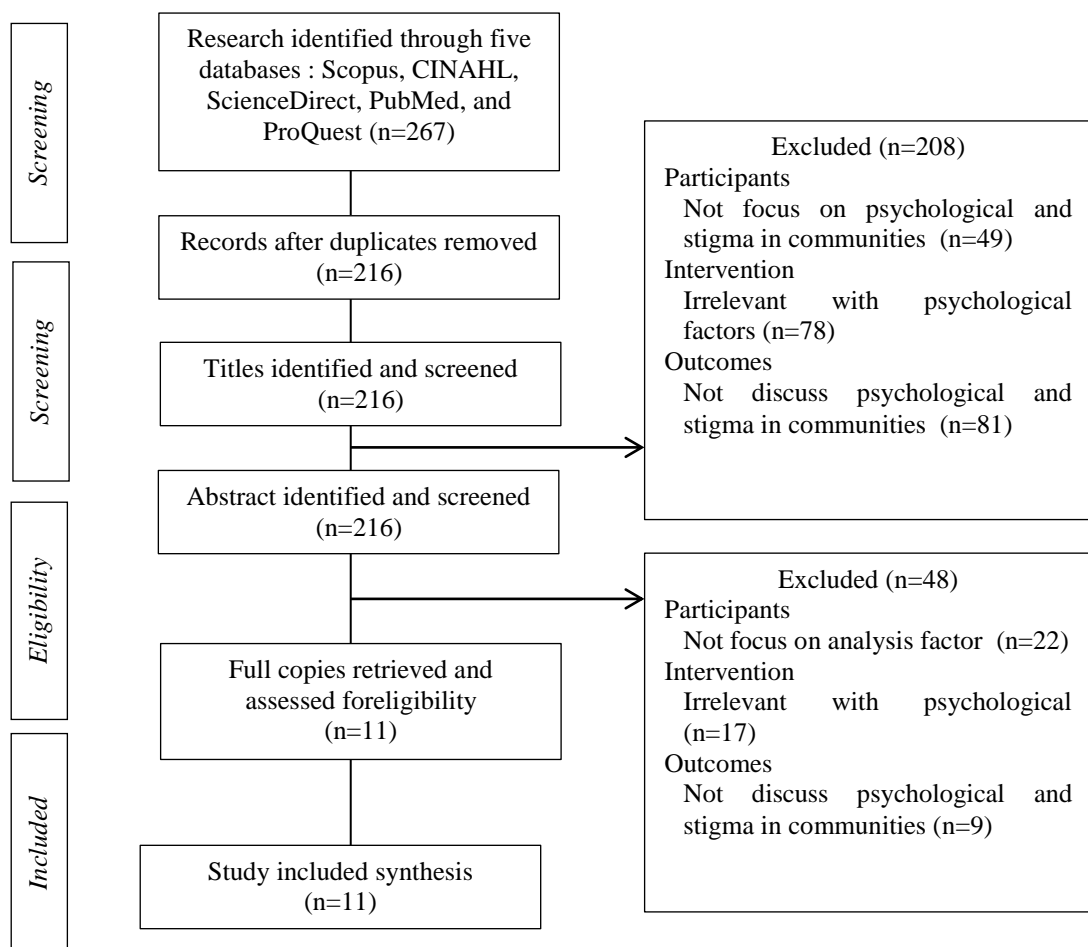 Screening
Research identified through five
databases : Scopus, CINAHL,
ScienceDirect, PubMed, and
ProQuest (n=267)
Records after duplicates removed
(n=216)
Screening
Titles identified and screened
(n=216)
Excluded (n=208)
Participants
Not focus on psychological and
stigma in communities (n=49)
Intervention
Irrelevant with psychological
factors (n=78)
Outcomes
Not discuss psychological and
stigma in communities (n=81)
Abstract identified and screened
(n=216)
Eligibility
Full copies retrieved and
assessed foreligibility
(n=11)
Excluded (n=48)
Participants
Not focus on analysis factor (n=22)
Intervention
Irrelevant with psychological
(n=17)
Outcomes
Not discuss psychological and
stigma in communities (n=9)
Included
Study included synthesis
(n=11)